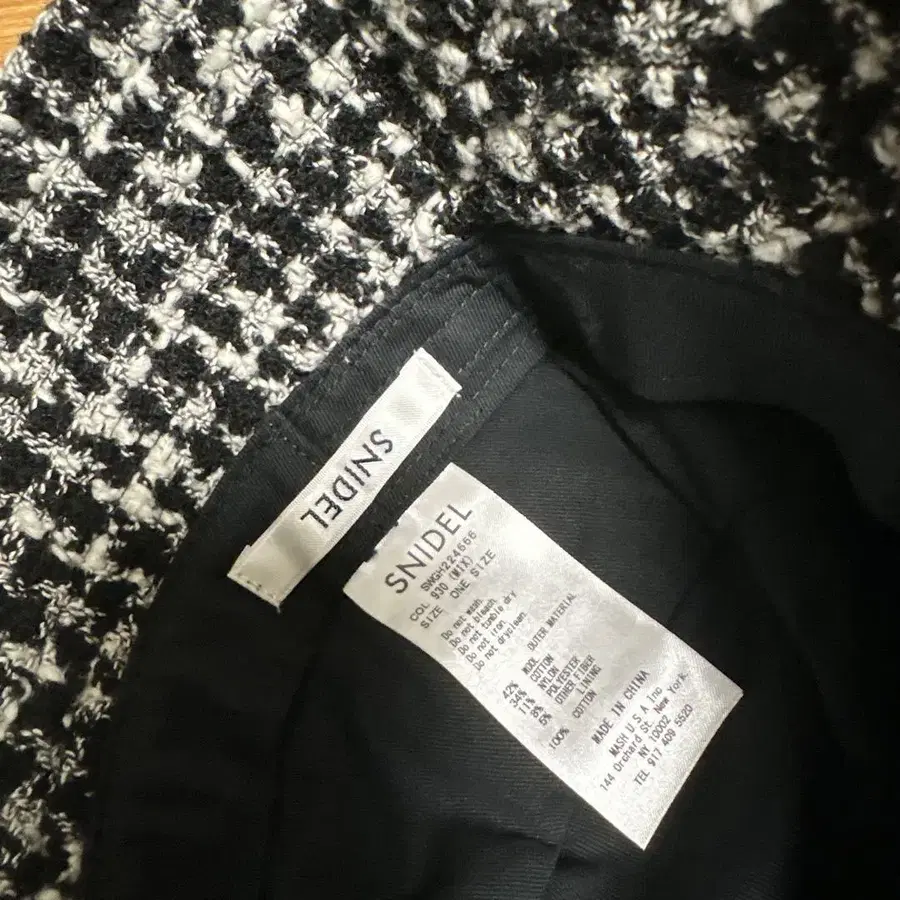 SNIDEL
SNIDEL
SWGH224666
COL 930 (MIX)
SIZE ONE SIZE
Do not wash.
Do not bleach.
Do not tumble dry
Do not iron.
Do not dryclean.
OUTER MATERIAL
42% WOOL
34% COTTON
11% NYLON
8% POLYESTER
5% OTHER FIBER
LINING
100% COTTON
MADE IN CHINA
MASH U S A Inc
144 Orchard St. New York.
NY 10002
TEL 917 409 5520